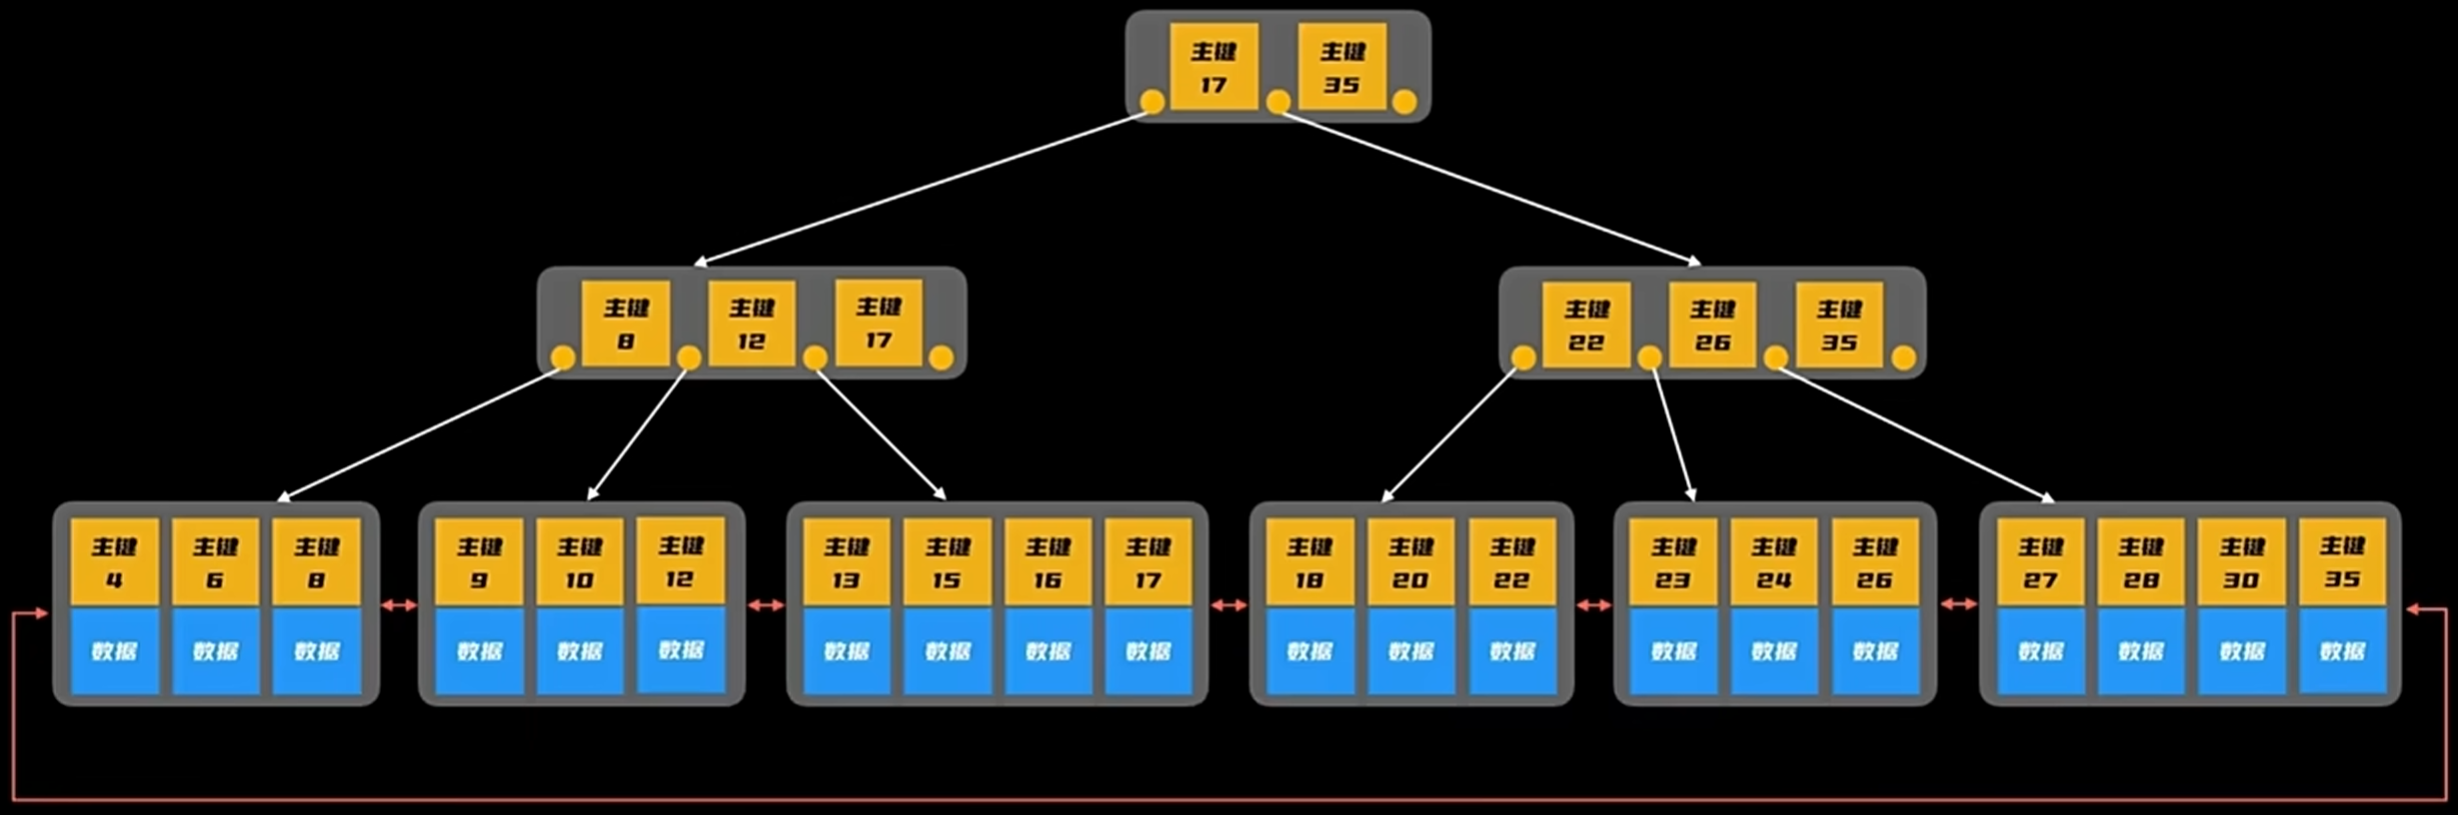 主键 主键
17 35
主键 主键 主键
8 12 17
主键 主键 主键
22 26 35
主键 主键 主键
4 6 8
数据 数据 数据
主键 主键 主键
9 10 12
数据 数据 数据
主键 主键 主键 主键
13 15 16 17
数据 数据 数据 数据
主键 主键 主键
18 20 22
数据 数据 数据
主键 主键 主键
23 24 26
数据 数据 数据
主键 主键 主键 主键
27 28 30 35
数据 数据 数据 数据